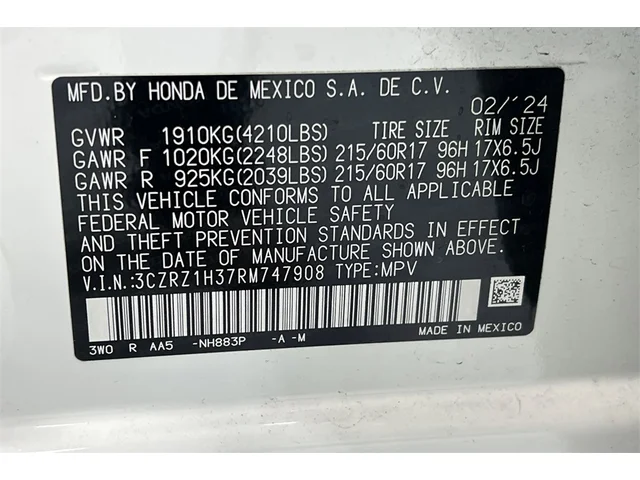 MFD.BY HONDA DE MEXICO S.A. DE C.V.
02/'24
GVWR 1910KG(4210LBS) TIRE SIZE RIM SIZE
GAWR F 1020KG(2248LBS) 215/60R17 96H 17X6.5J
GAWR R 925KG(2039LBS) 215/60R17 96H 17X6.5J
THIS VEHICLE CONFORMS TO ALL APPLICABLE
FEDERAL MOTOR VEHICLE SAFETY
AND THEFT PREVENTION STANDARDS IN EFFECT
ON THE DATE OF MANUFACTURE SHOWN ABOVE.
V.I.N:3CZRZ1H37RM747908 TYPE:MPV
3W0 R AA5 -NH883P -A -M
MADE IN MEXICO